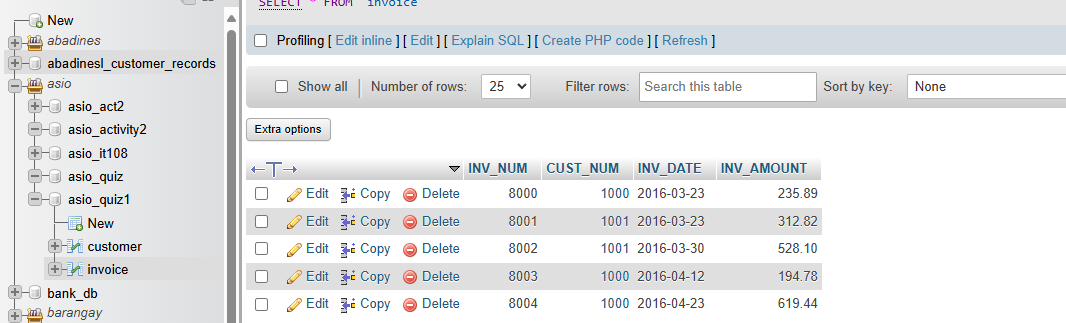 SELECT * FROM `invoice`
New
abadines
abadinesl_customer_records
asio
asio_act2
asio_activity2
asio_it108
asio_quiz
asio_quiz1
New
customer
invoice
bank_db
barangay
Profiling [ Edit inline ] [ Edit ] [ Explain SQL ] [ Create PHP code ] [ Refresh ]
Show all Number of rows: 25 Filter rows: Search this table Sort by key: None
Extra options
INV_NUM CUST_NUM INV_DATE INV_AMOUNT
Edit Copy Delete 8000 1000 2016-03-23 235.89
Edit Copy Delete 8001 1001 2016-03-23 312.82
Edit Copy Delete 8002 1001 2016-03-30 528.10
Edit Copy Delete 8003 1000 2016-04-12 194.78
Edit Copy Delete 8004 1000 2016-04-23 619.44